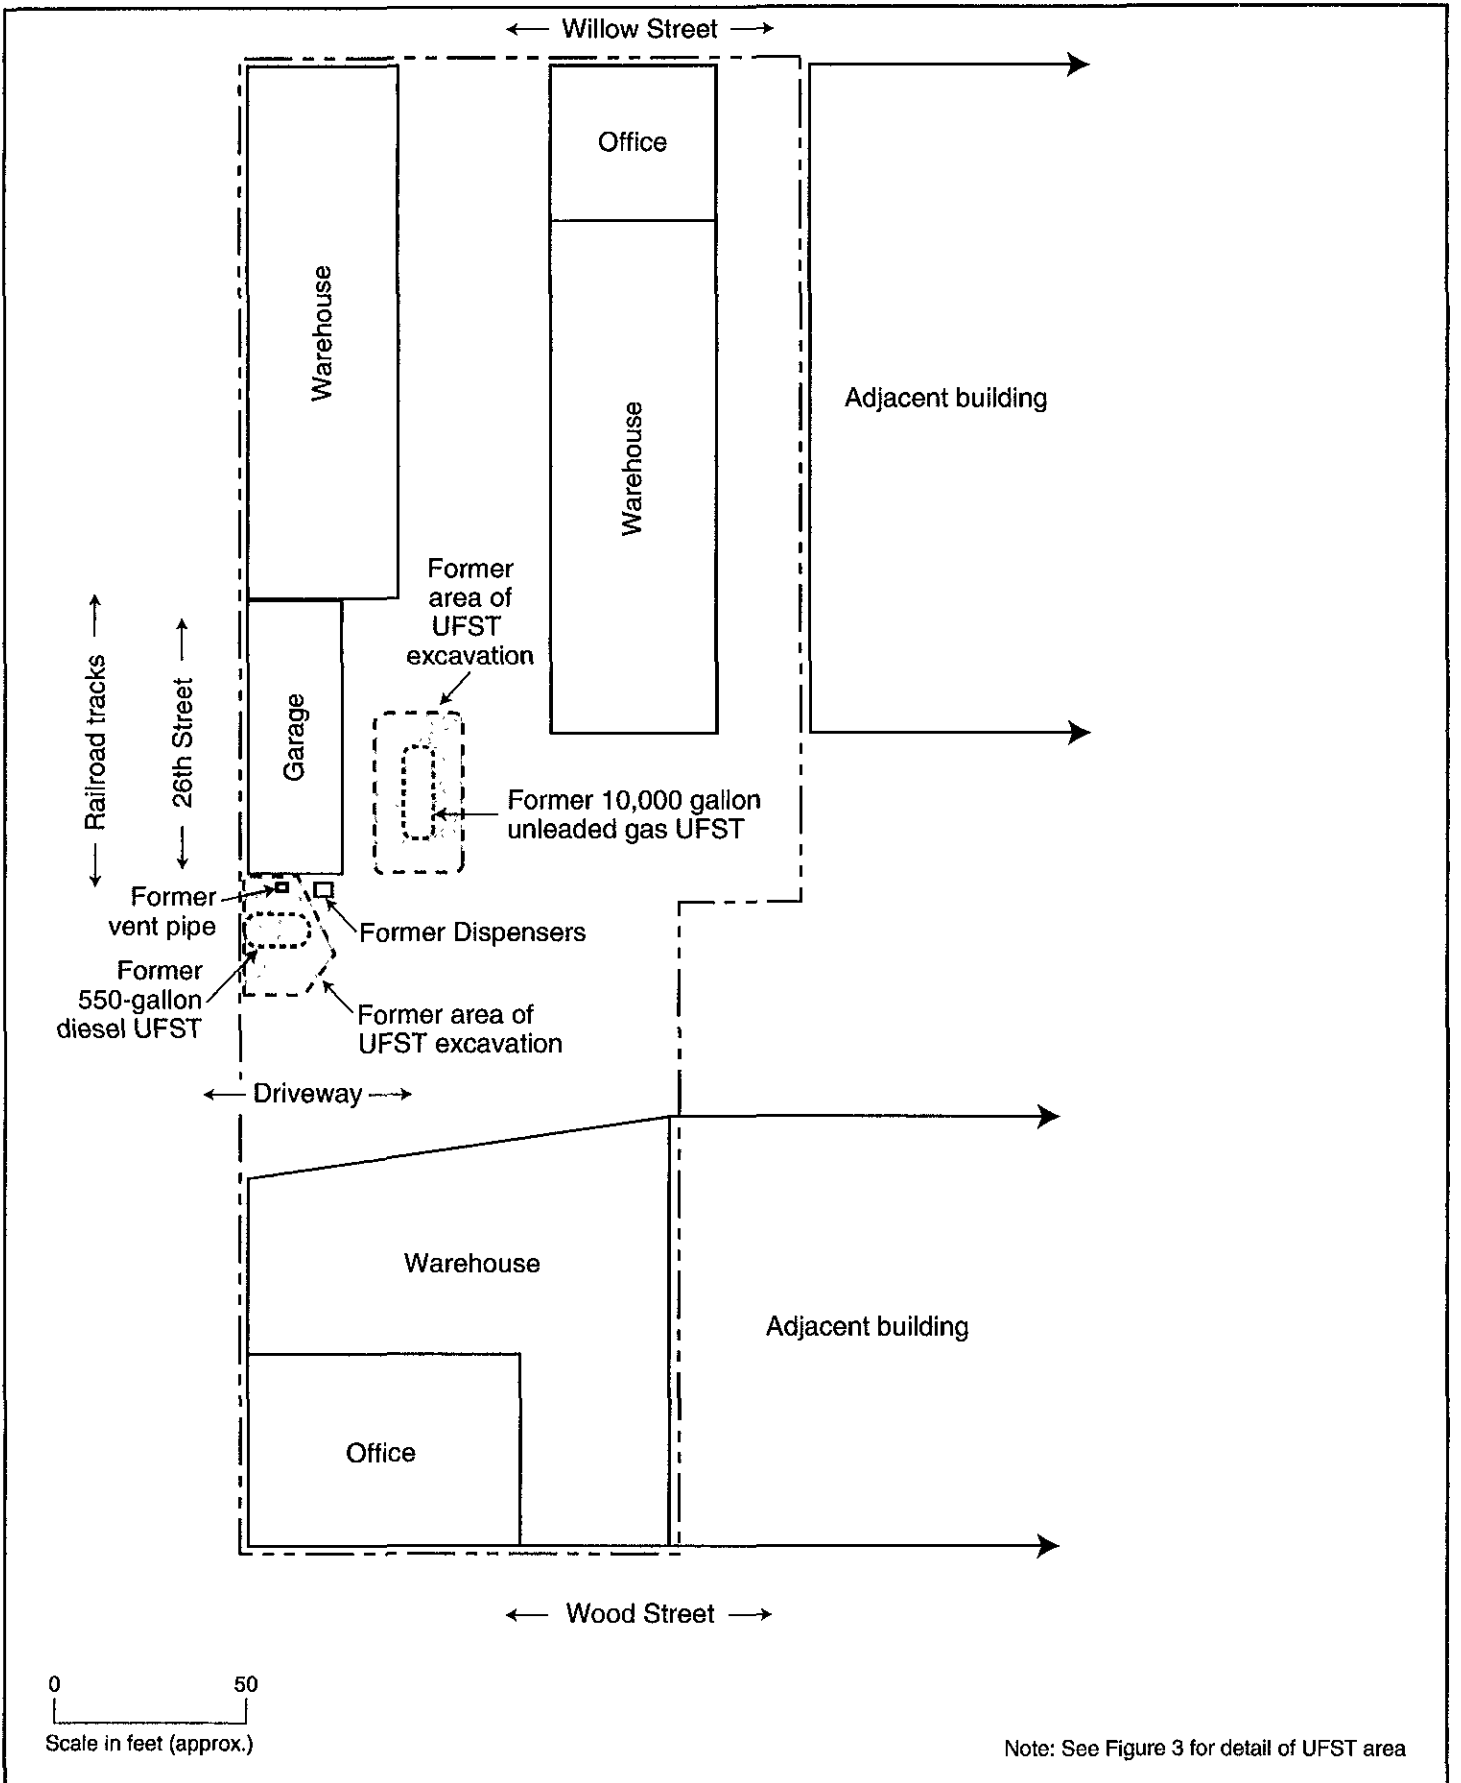 Willow Street
Office
Warehouse
Warehouse
Adjacent building
Former
area of
UFST
excavation
Railroad tracks
26th Street
Garage
Former 10,000 gallon
unleaded gas UFST
Former
vent pipe
Former Dispensers
Former
550-gallon
diesel UFST
Former area of
UFST excavation
Driveway
Warehouse
Adjacent building
Office
Wood Street
0 50
Scale in feet (approx.)
Note: See Figure 3 for detail of UFST area